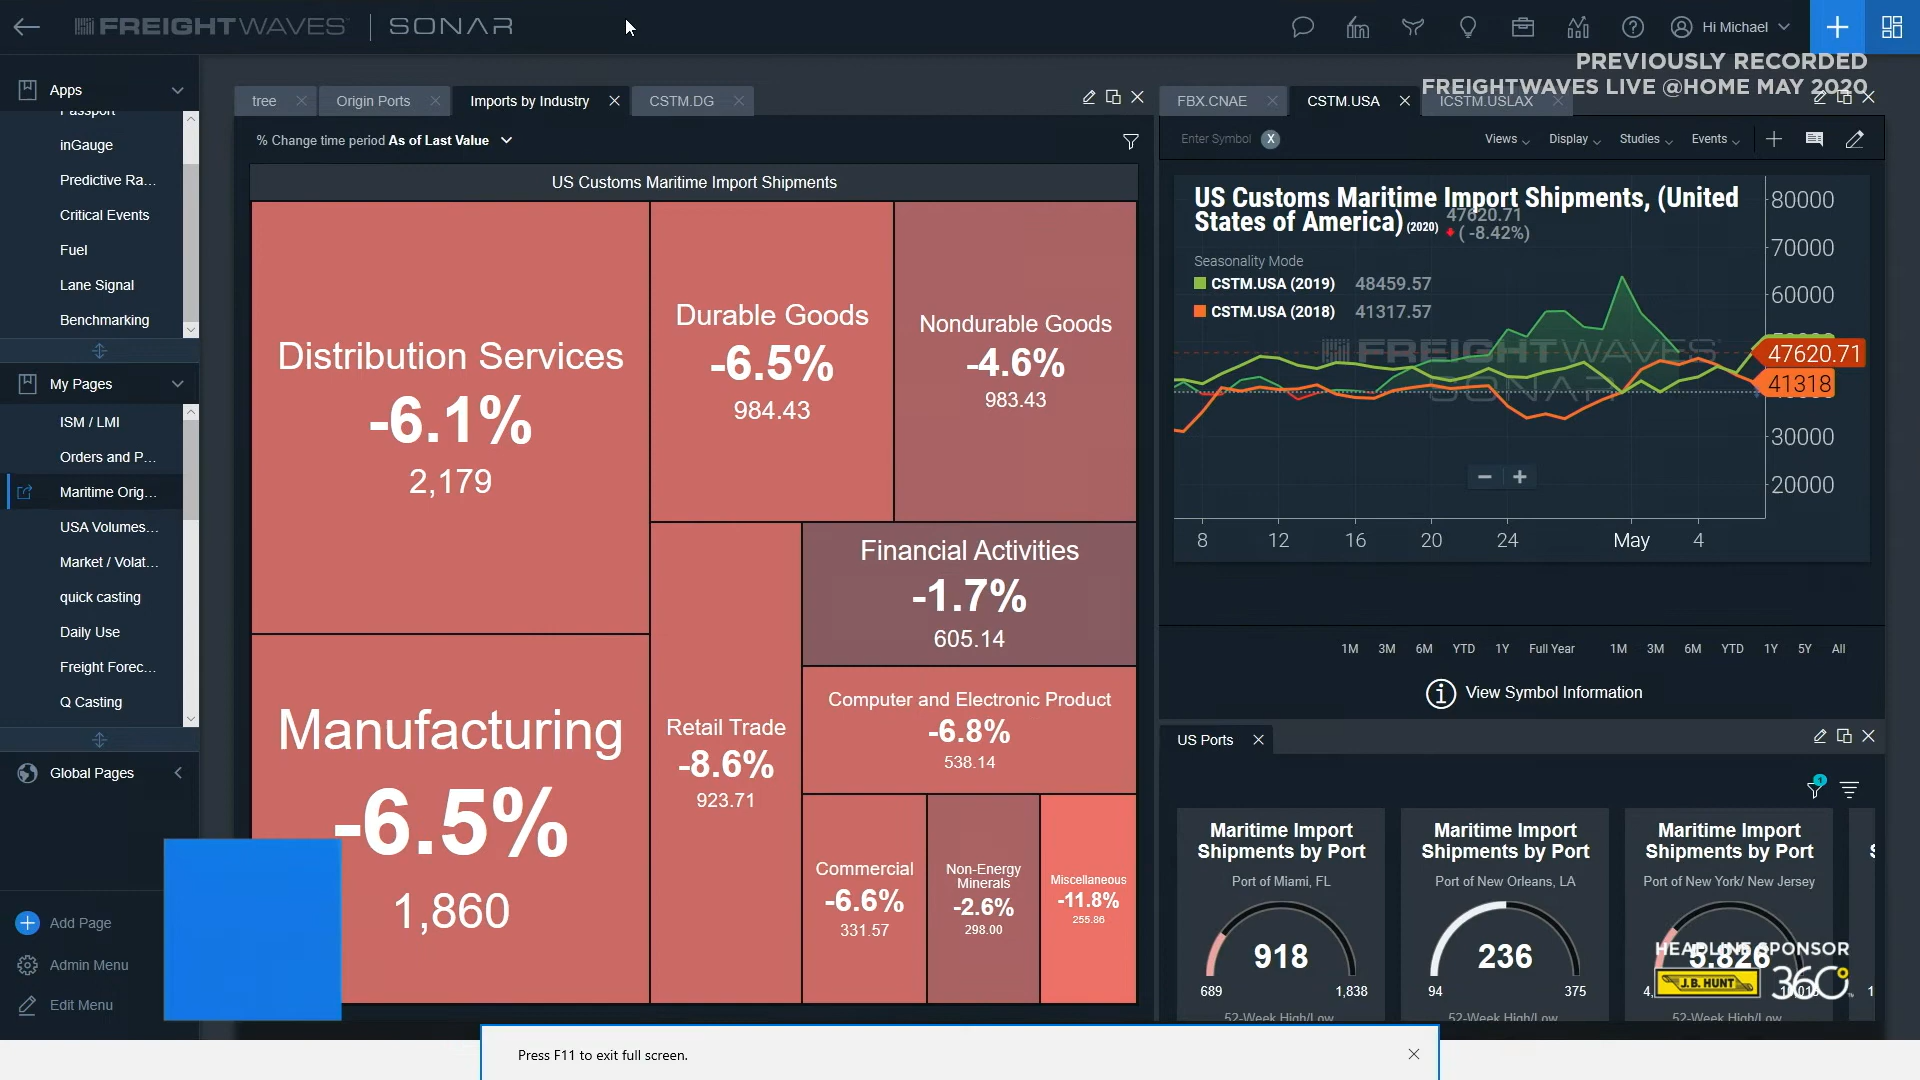 FREIGHTWAVES SONAR
Hi Michael
PREVIOUSLY RECORDED
FREIGHTWAVES LIVE @HOME MAY 2020
Apps
Passport
inGauge
Predictive Ra...
Critical Events
Fuel
Lane Signal
Benchmarking
My Pages
ISM / LMI
Orders and P...
Maritime Orig...
USA Volumes...
Market / Volat...
quick casting
Daily Use
Freight Forec...
Q Casting
Global Pages
Add Page
Admin Menu
Edit Menu
tree
Origin Ports
Imports by Industry
CSTM.DG
% Change time period As of Last Value
US Customs Maritime Import Shipments
Distribution Services
-6.1%
2,179
Durable Goods
-6.5%
984.43
Nondurable Goods
-4.6%
983.43
Manufacturing
-6.5%
1,860
Retail Trade
-8.6%
923.71
Financial Activities
-1.7%
605.14
Computer and Electronic Product
-6.8%
538.14
Commercial
-6.6%
331.57
Non-Energy
Minerals
-2.6%
298.00
Miscellaneous
-11.8%
255.86
FBX.CNAE
CSTM.USA
ICSTM.USLAX
Enter Symbol X
Views
Display
Studies
Events
US Customs Maritime Import Shipments, (United
States of America) (2020)
47620.71
( -8.42%)
Seasonality Mode
CSTM.USA (2019) 48459.57
CSTM.USA (2018) 41317.57
FREIGHTWAVES
SONAR
80000
70000
60000
47620.71
41318
30000
20000
8 12 16 20 24 May 4
1M 3M 6M YTD 1Y Full Year 1M 3M 6M YTD 1Y 5Y All
View Symbol Information
US Ports
1
Maritime Import
Shipments by Port
Port of Miami, FL
918
689 1,838
52-Week High/Low
Maritime Import
Shipments by Port
Port of New Orleans, LA
236
94 375
52-Week High/Low
Maritime Import
Shipments by Port
Port of New York/ New Jersey
5,826
52-Week High/Low
HEADLINE SPONSOR
J.B. HUNT 360°
Press F11 to exit full screen.